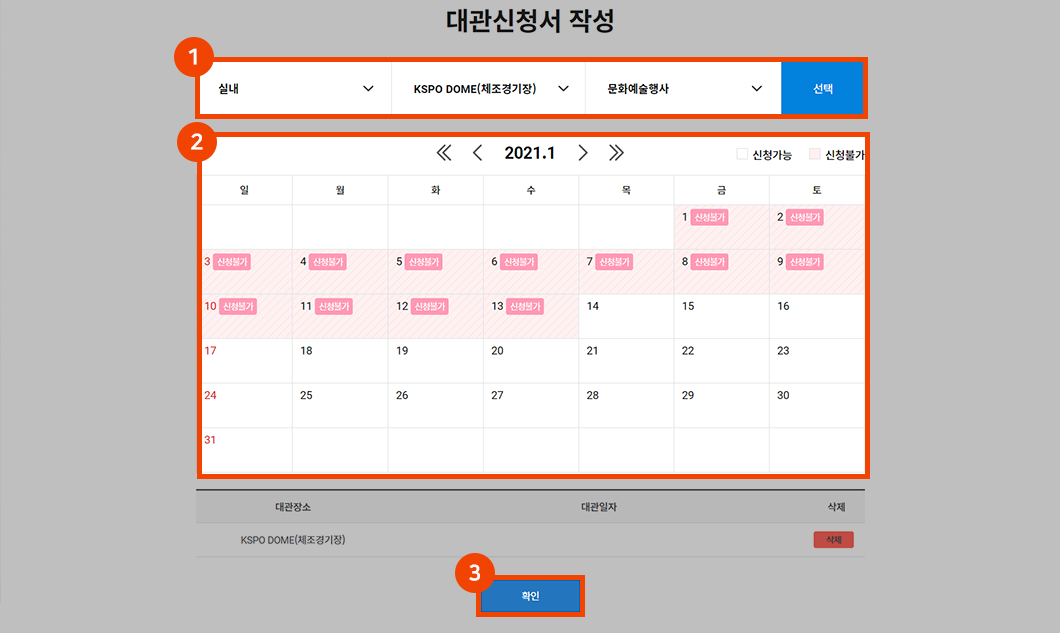 대관신청서 작성
1
실내 KSPO DOME(체조경기장) 문화예술행사 선택
2
2021.1 신청가능 신청불가
일 월 화 수 목 금 토
1 신청불가 2 신청불가
3 신청불가 4 신청불가 5 신청불가 6 신청불가 7 신청불가 8 신청불가 9 신청불가
10 신청불가 11 신청불가 12 신청불가 13 신청불가 14 15 16
17 18 19 20 21 22 23
24 25 26 27 28 29 30
31
대관장소 대관일자 삭제
KSPO DOME(체조경기장) 삭제
3
확인